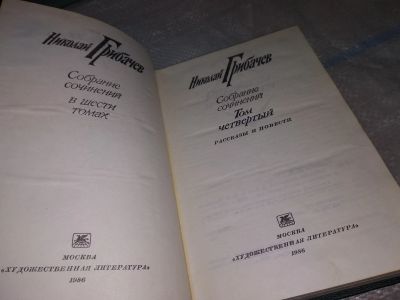 Николай Грибачев
Собрание
сочинений
в шести
томах
МОСКВА
«ХУДОЖЕСТВЕННАЯ ЛИТЕРАТУРА»
1986
Николай Грибачев
Собрание
сочинений
Том
четвертый
РАССКАЗЫ И ПОВЕСТИ
МОСКВА
«ХУДОЖЕСТВЕННАЯ ЛИТЕРАТУРА»
1986